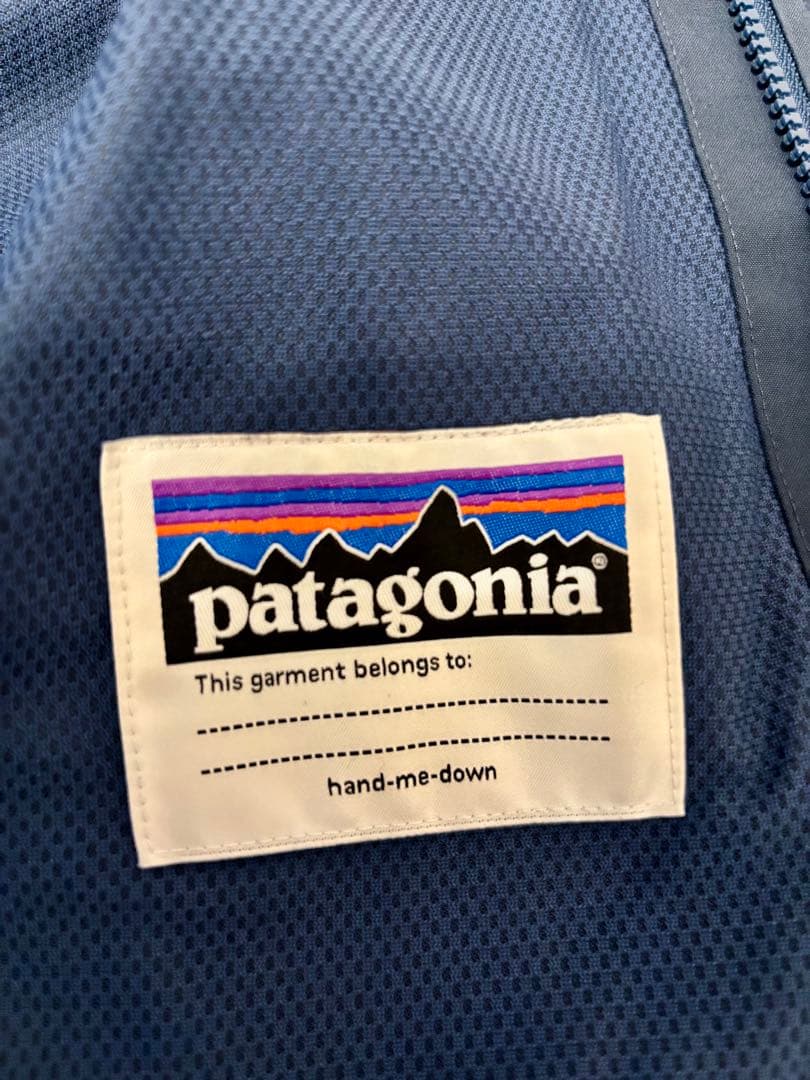 patagonia®
This garment belongs to:
hand-me-down